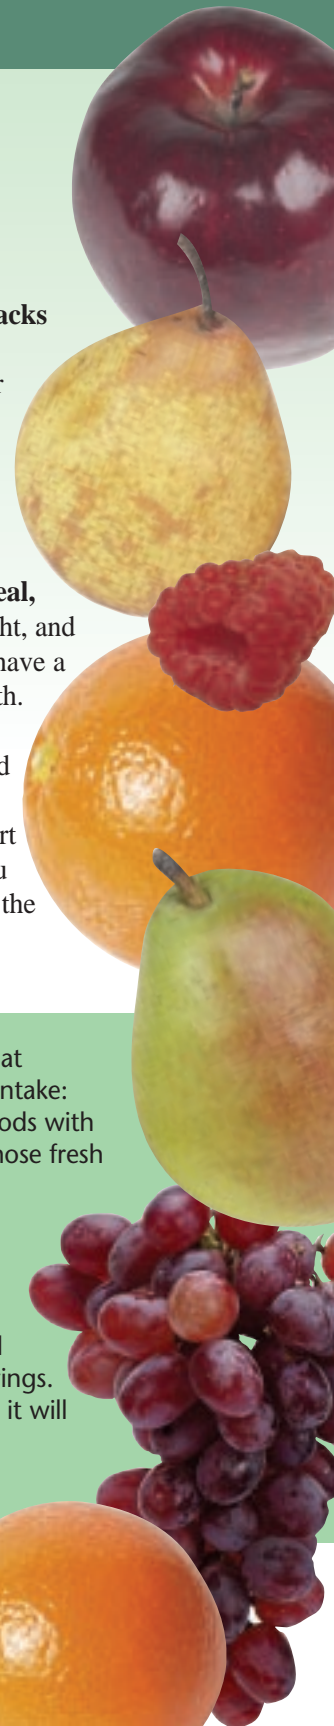 acks
r
eal,
ht, and
have a
th.
d
rt
u
the
at
ntake:
ods with
hose fresh
l
ings.
it will